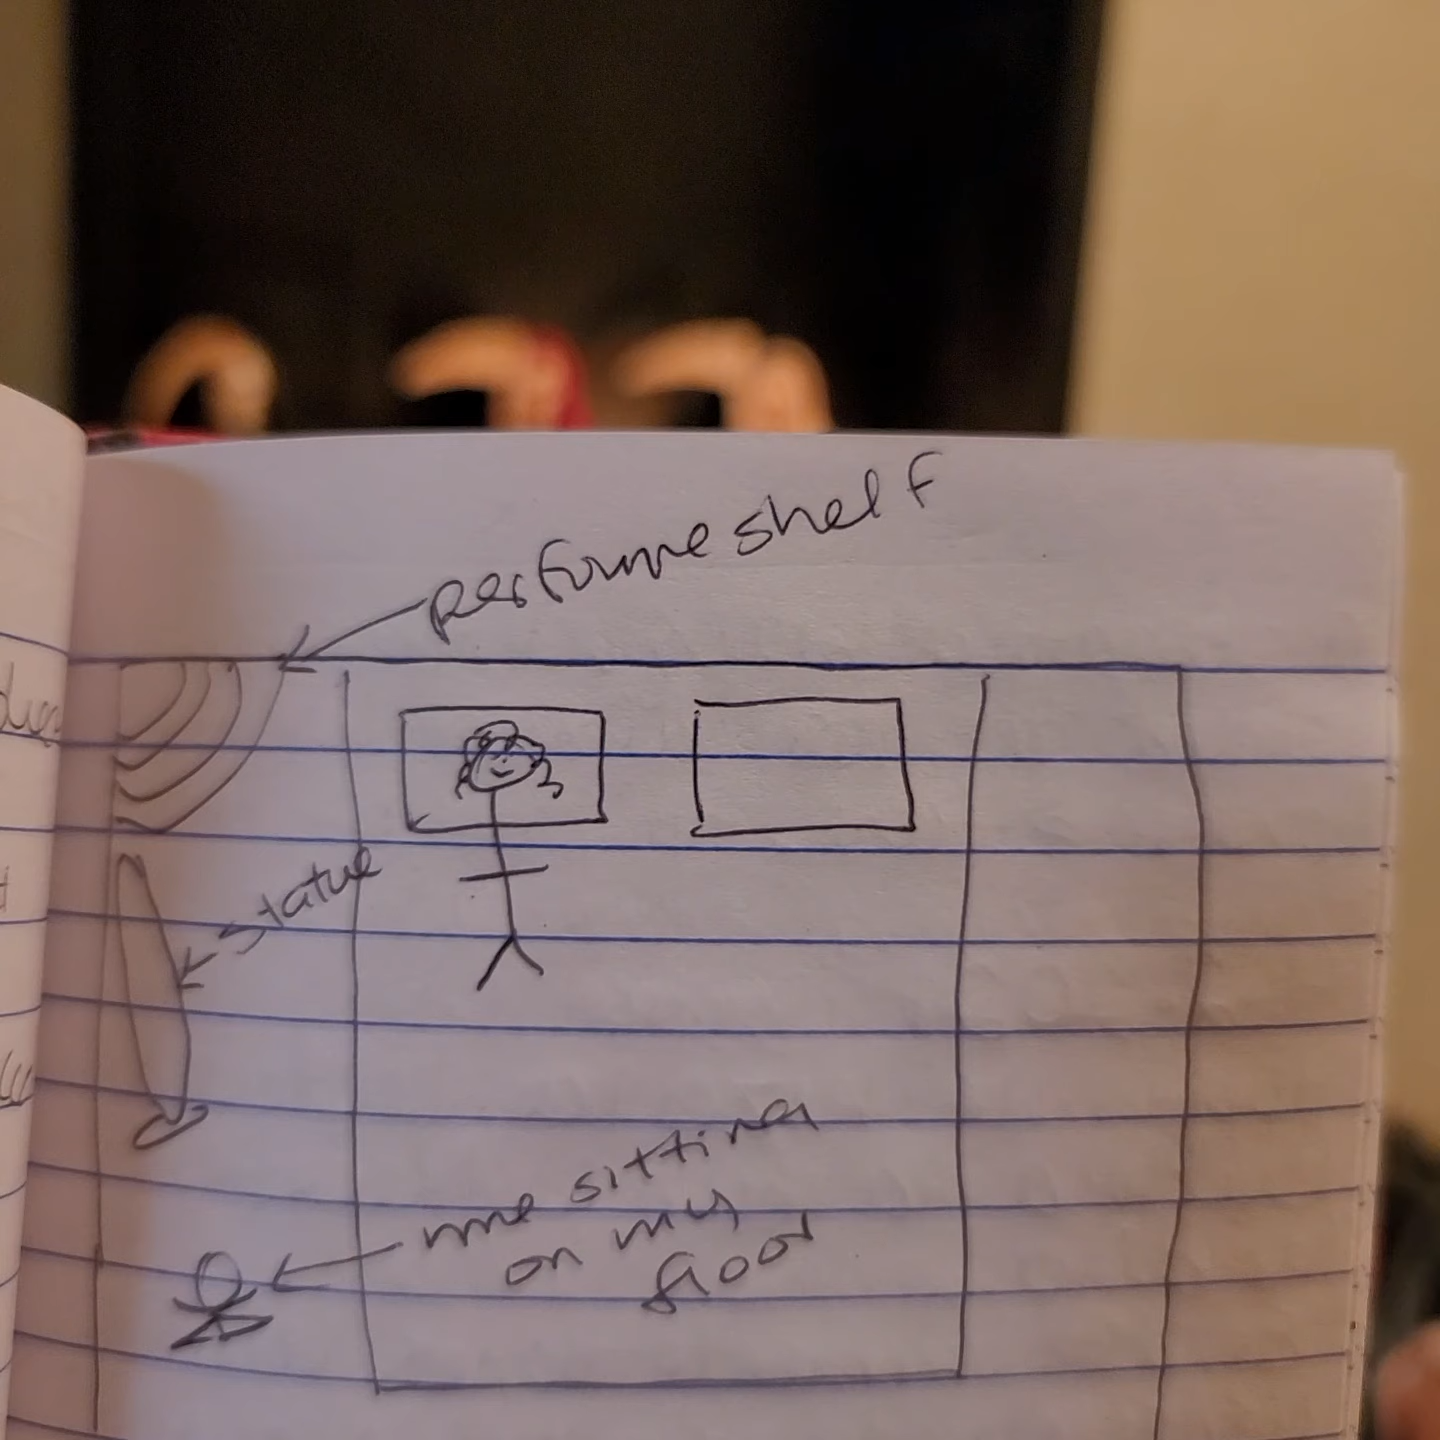 perfume shelf
statue
me sitting
on my
floor